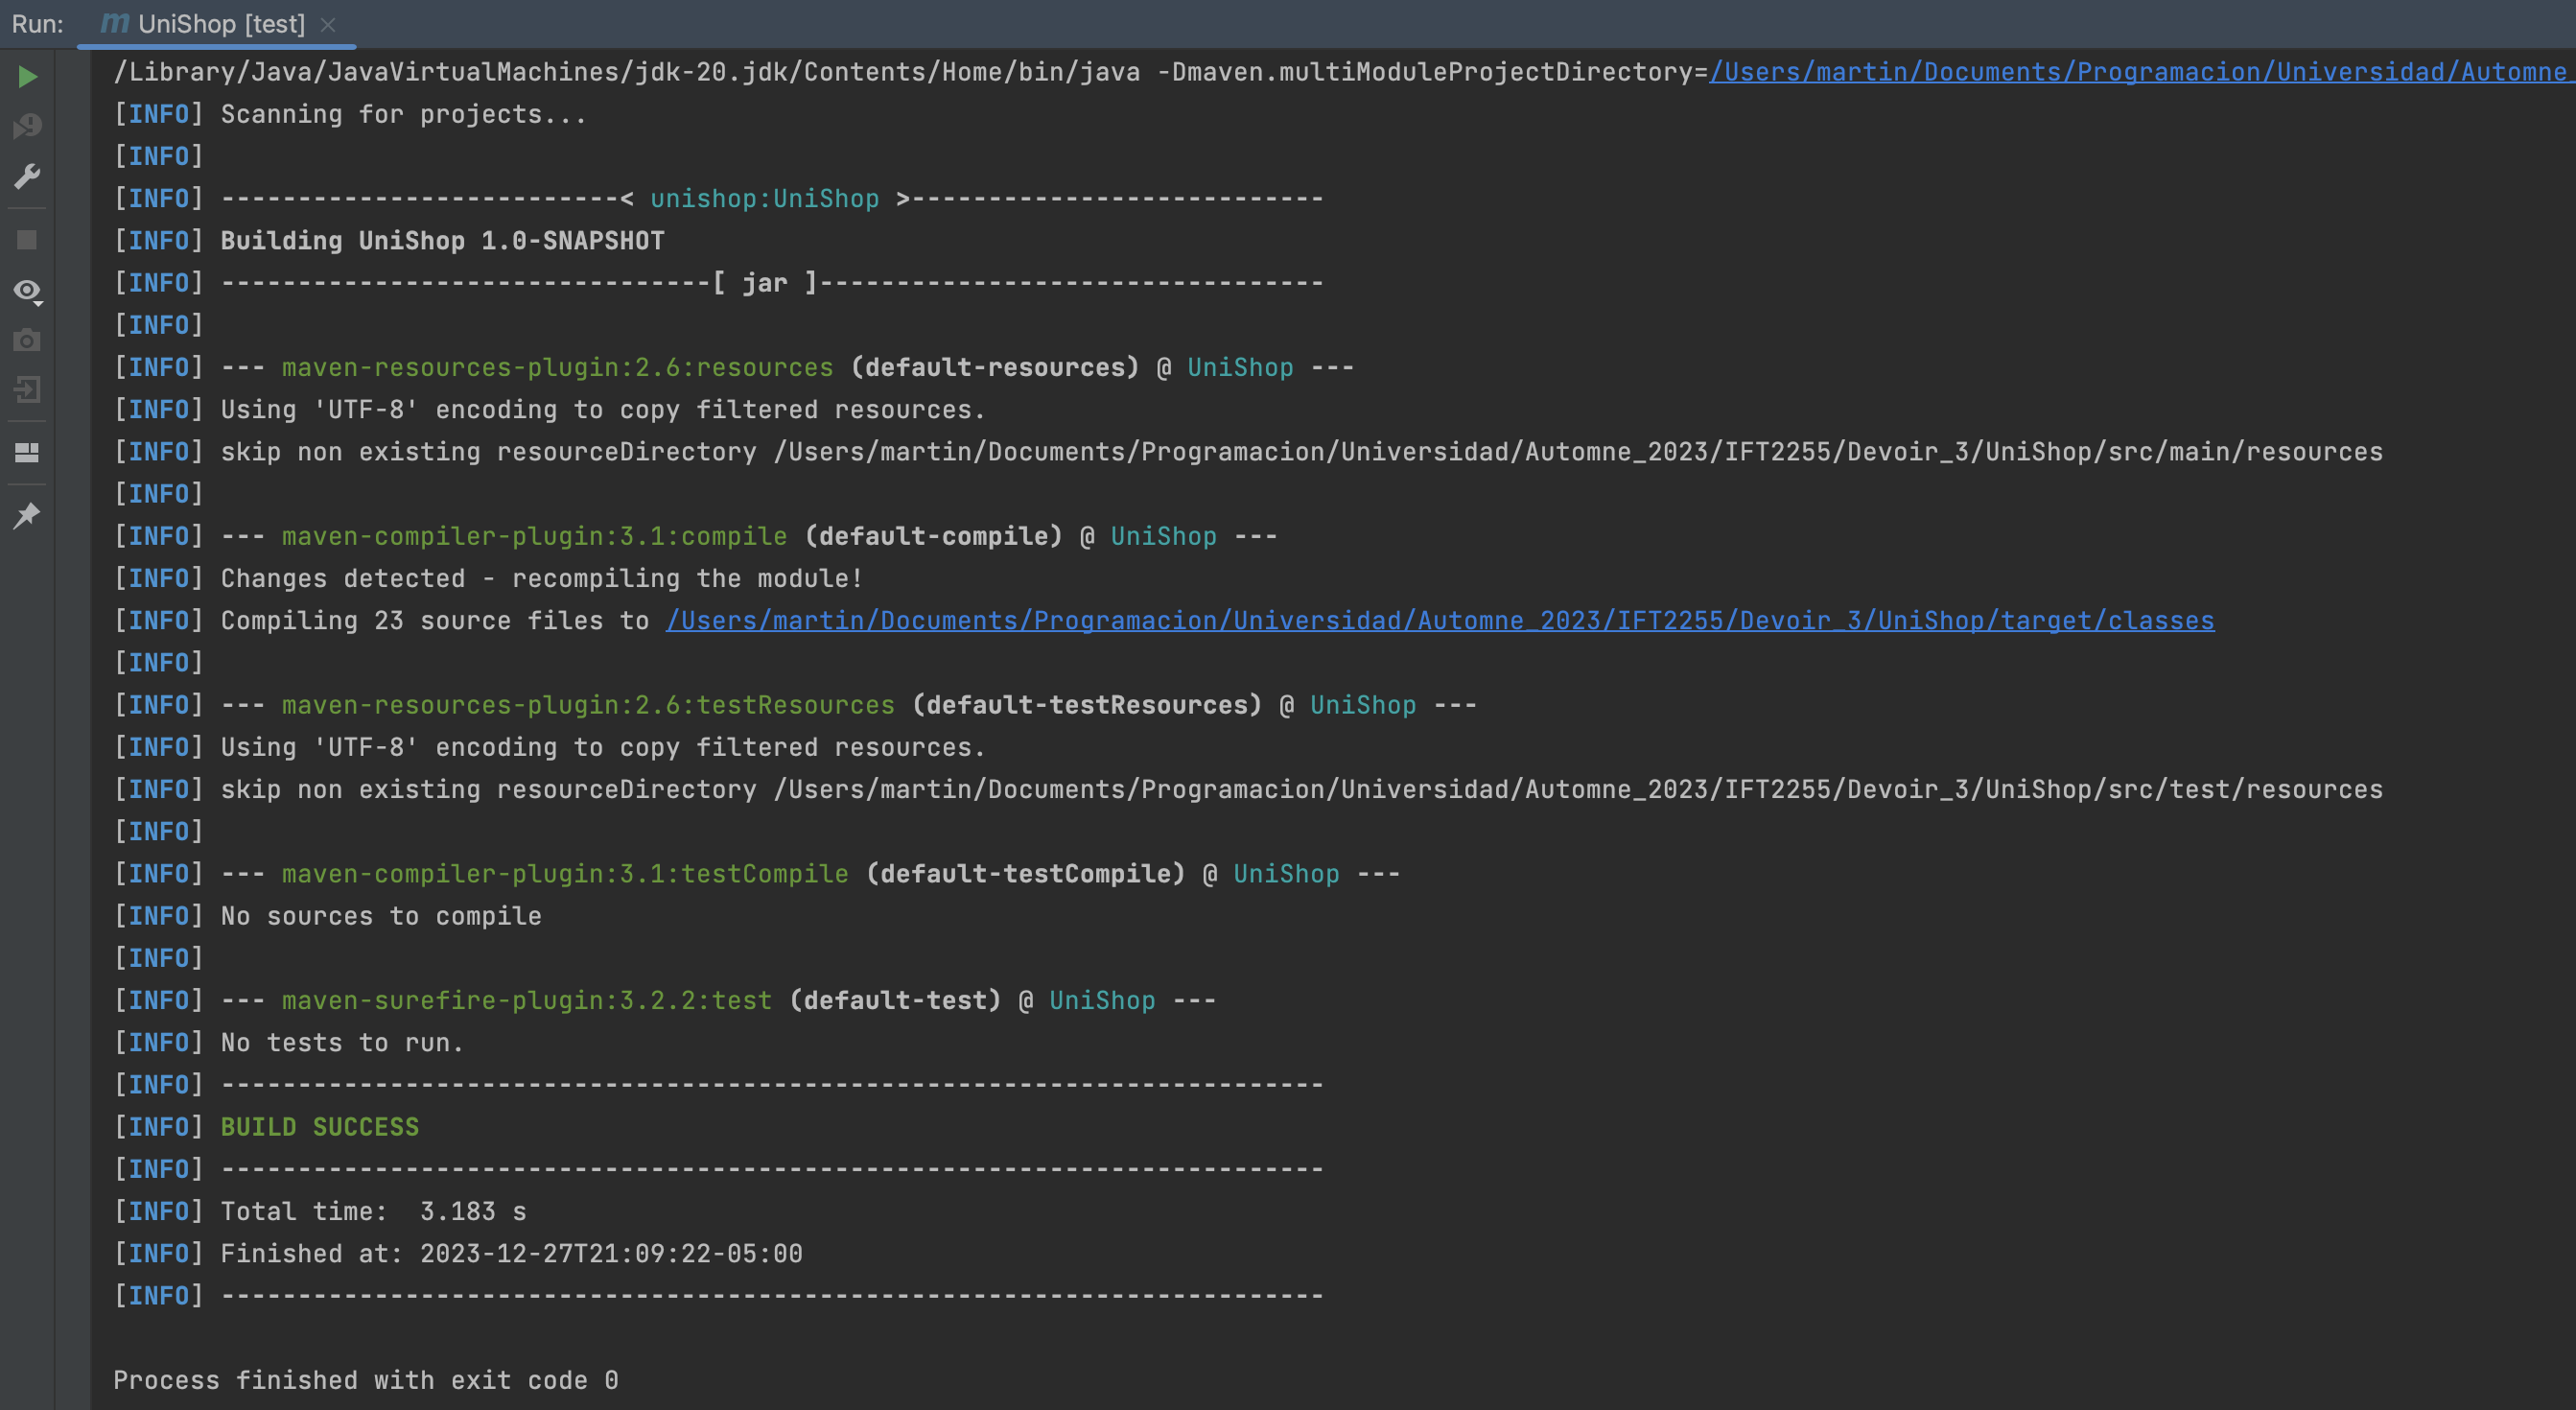 Run: m UniShop [test] ×
/Library/Java/JavaVirtualMachines/jdk-20.jdk/Contents/Home/bin/java -Dmaven.multiModuleProjectDirectory=/Users/martin/Documents/Programacion/Universidad/Automne_
[INFO] Scanning for projects...
[INFO]
[INFO] --------------------------< unishop:UniShop >---------------------------
[INFO] Building UniShop 1.0-SNAPSHOT
[INFO] --------------------------------[ jar ]---------------------------------
[INFO]
[INFO] --- maven-resources-plugin:2.6:resources (default-resources) @ UniShop ---
[INFO] Using 'UTF-8' encoding to copy filtered resources.
[INFO] skip non existing resourceDirectory /Users/martin/Documents/Programacion/Universidad/Automne_2023/IFT2255/Devoir_3/UniShop/src/main/resources
[INFO]
[INFO] --- maven-compiler-plugin:3.1:compile (default-compile) @ UniShop ---
[INFO] Changes detected - recompiling the module!
[INFO] Compiling 23 source files to /Users/martin/Documents/Programacion/Universidad/Automne_2023/IFT2255/Devoir_3/UniShop/target/classes
[INFO]
[INFO] --- maven-resources-plugin:2.6:testResources (default-testResources) @ UniShop ---
[INFO] Using 'UTF-8' encoding to copy filtered resources.
[INFO] skip non existing resourceDirectory /Users/martin/Documents/Programacion/Universidad/Automne_2023/IFT2255/Devoir_3/UniShop/src/test/resources
[INFO]
[INFO] --- maven-compiler-plugin:3.1:testCompile (default-testCompile) @ UniShop ---
[INFO] No sources to compile
[INFO]
[INFO] --- maven-surefire-plugin:3.2.2:test (default-test) @ UniShop ---
[INFO] No tests to run.
[INFO] ------------------------------------------------------------------------
[INFO] BUILD SUCCESS
[INFO] ------------------------------------------------------------------------
[INFO] Total time:  3.183 s
[INFO] Finished at: 2023-12-27T21:09:22-05:00
[INFO] ------------------------------------------------------------------------
Process finished with exit code 0